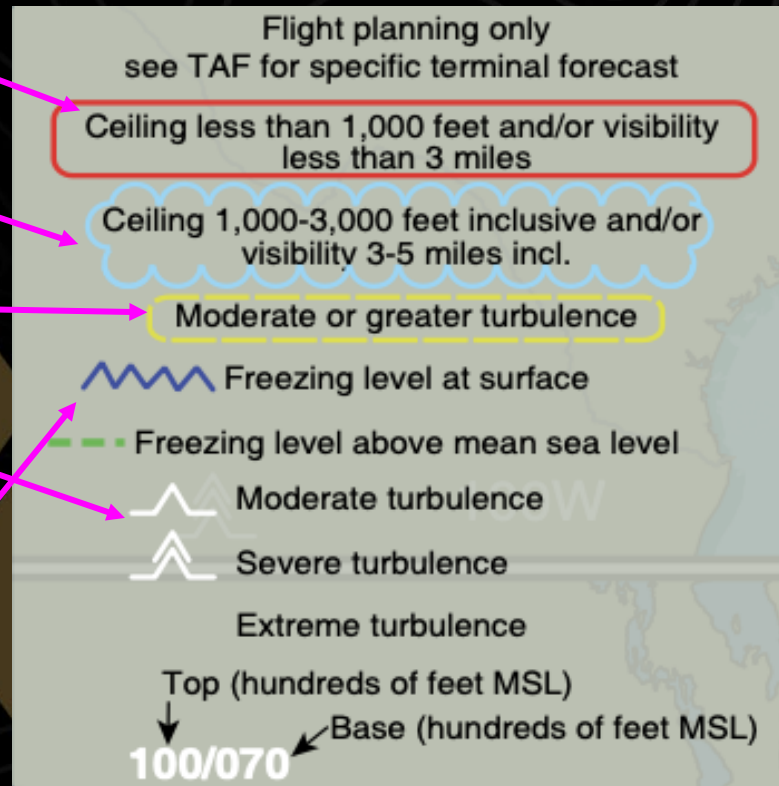 Flight planning only
see TAF for specific terminal forecast
Ceiling less than 1,000 feet and/or visibility
less than 3 miles
Ceiling 1,000-3,000 feet inclusive and/or
visibility 3-5 miles incl.
Moderate or greater turbulence
Freezing level at surface
Freezing level above mean sea level
Moderate turbulence
Severe turbulence
Extreme turbulence
Top (hundreds of feet MSL)
Base (hundreds of feet MSL)
100/070